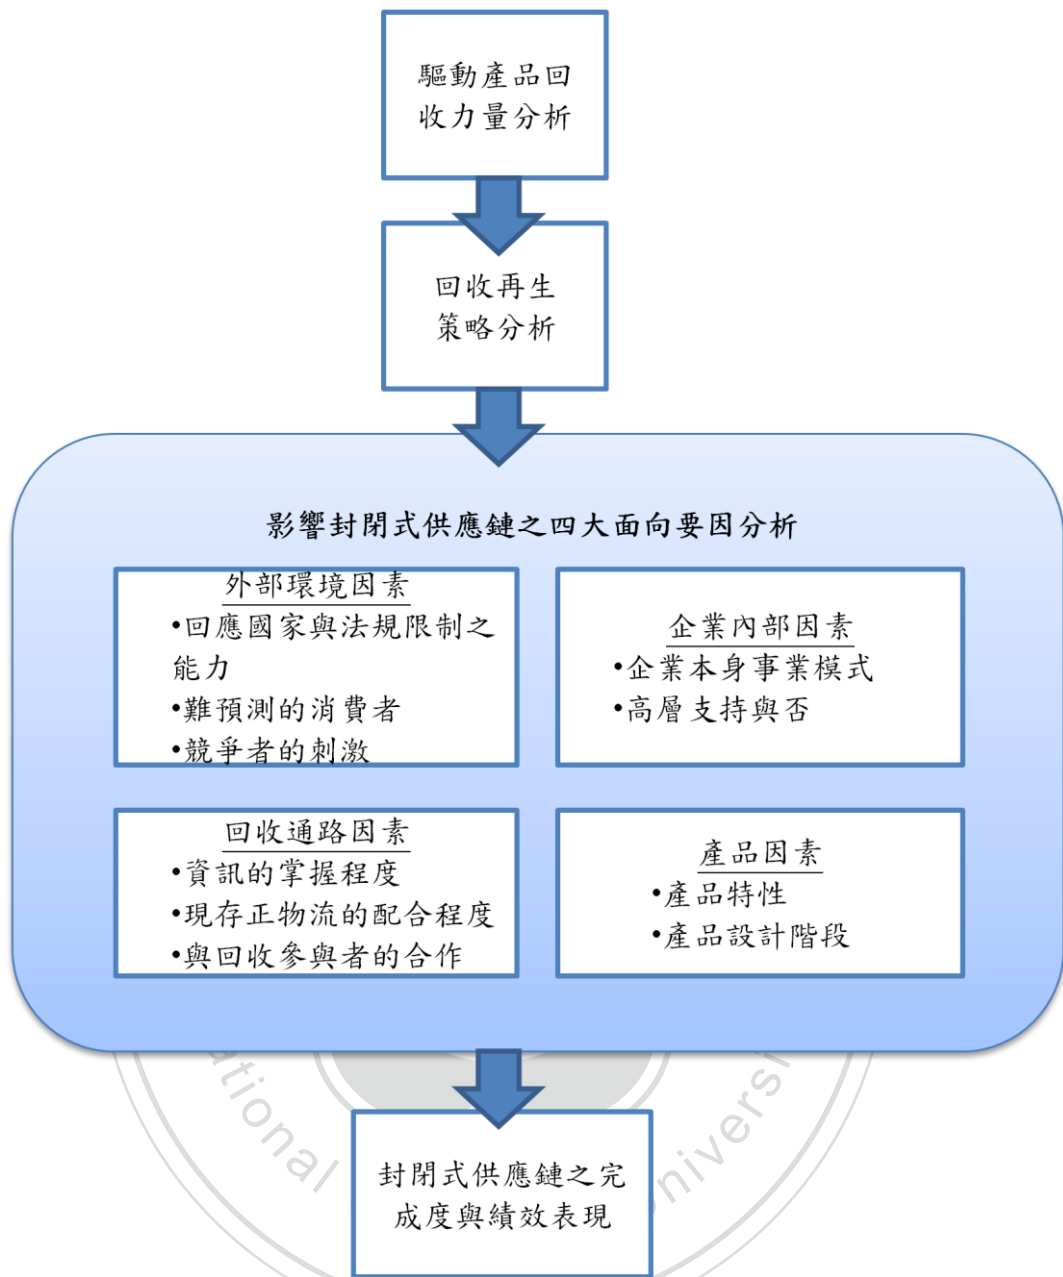 驅動產品回
收力量分析
回收再生
策略分析
影響封閉式供應鏈之四大面向要因分析
外部環境因素
•回應國家與法規限制之
能力
•難預測的消費者
•競爭者的刺激
企業內部因素
•企業本身事業模式
•高層支持與否
回收通路因素
•資訊的掌握程度
•現存正物流的配合程度
•與回收參與者的合作
產品因素
•產品特性
•產品設計階段
封閉式供應鏈之完
成度與績效表現
ational
niversi